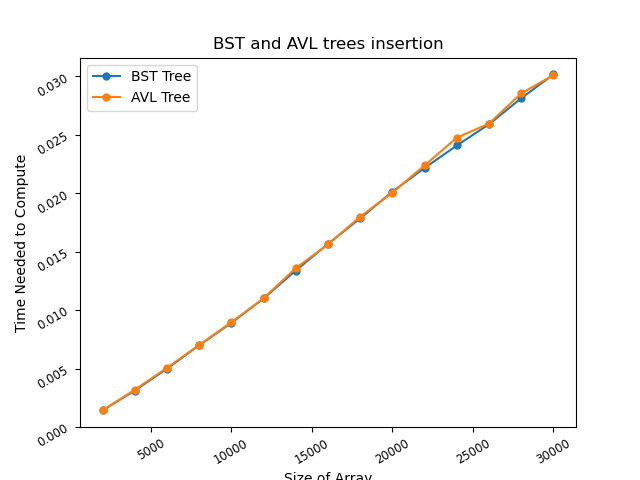 BST and AVL trees insertion
BST Tree
AVL Tree
Time Needed to Compute
0.030
0.025
0.020
0.015
0.010
0.005
0.000
5000
10000
15000
20000
25000
30000
Size of Array